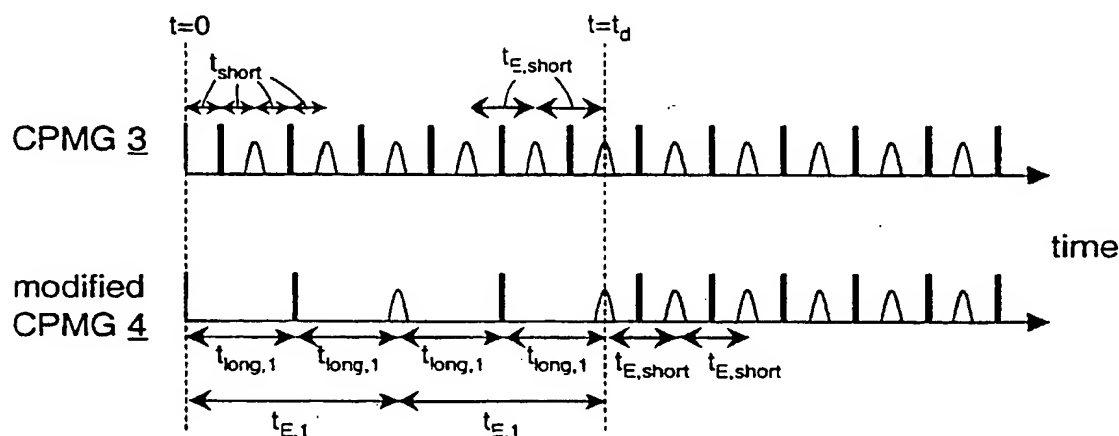 t=0
t=t_d
t_short
t_E,short
CPMG 3
time
modified
CPMG 4
t_long,1 t_long,1 t_long,1 t_long,1 t_E,short t_E,short
t_E,1 t_E,1